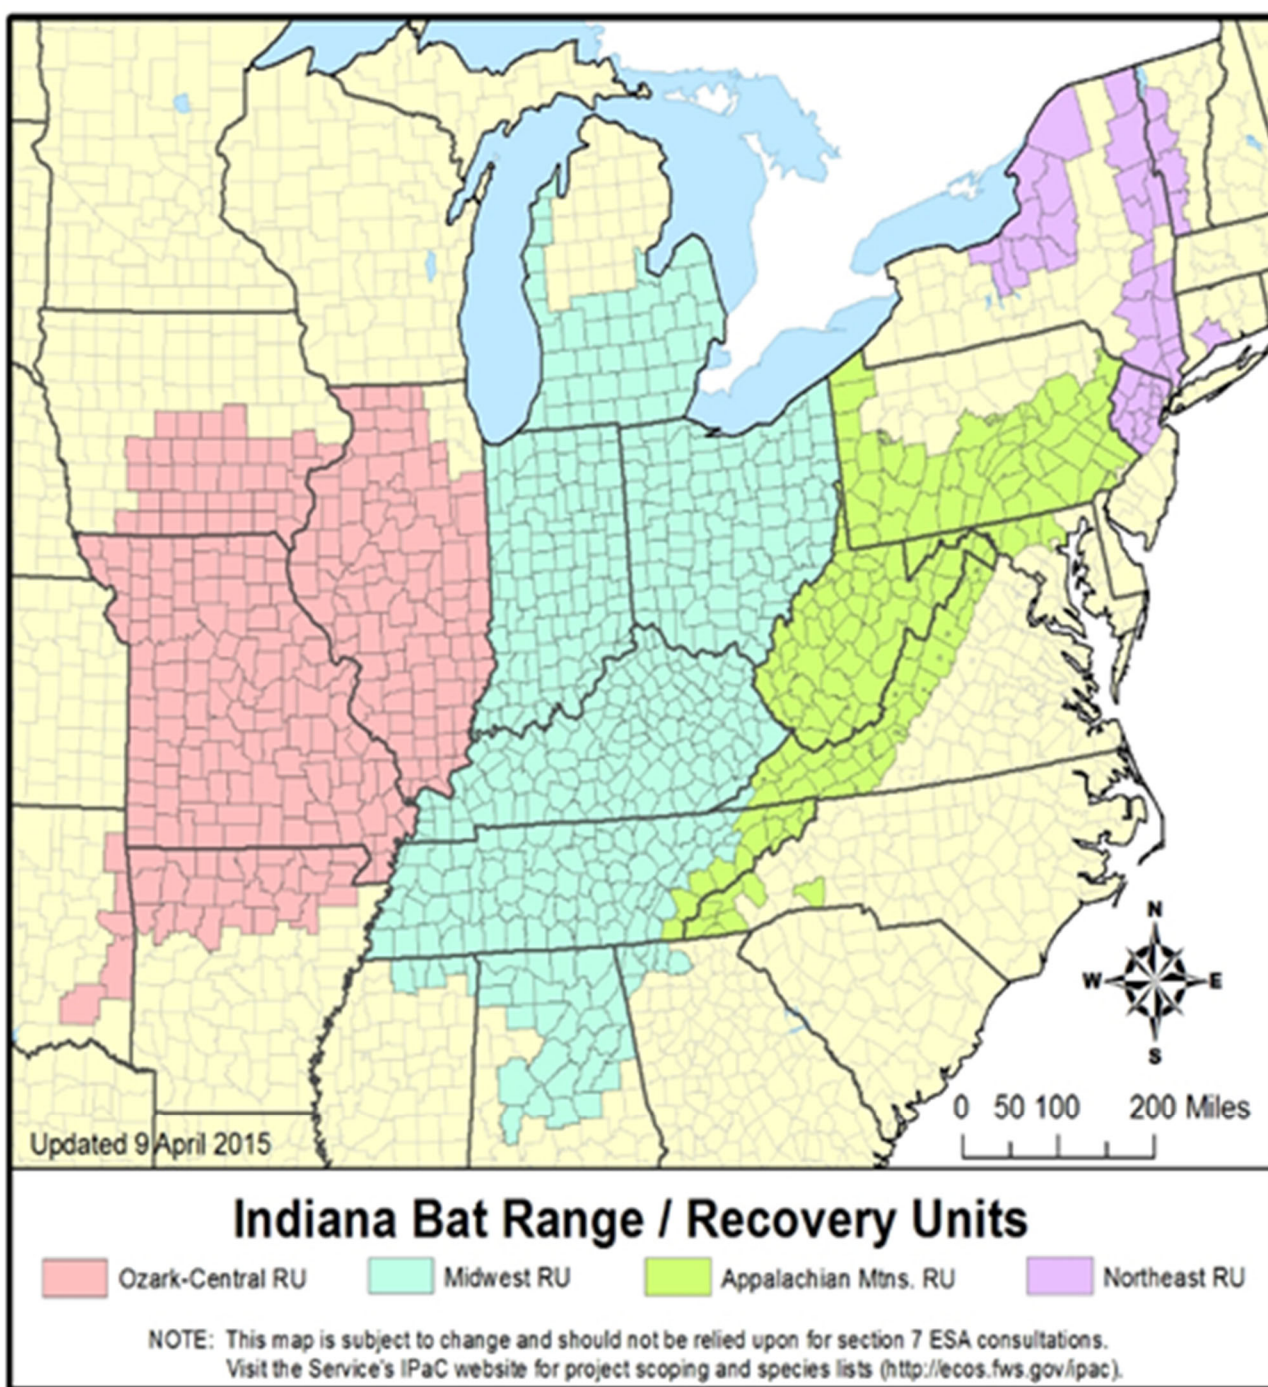 N
W E
S
0 50 100 200 Miles
Updated 9 April 2015
Indiana Bat Range / Recovery Units
Ozark-Central RU Midwest RU Appalachian Mtns. RU Northeast RU
NOTE: This map is subject to change and should not be relied upon for section 7 ESA consultations.
Visit the Service's IPaC website for project scoping and species lists (http://ecos.fws.gov/ipac).